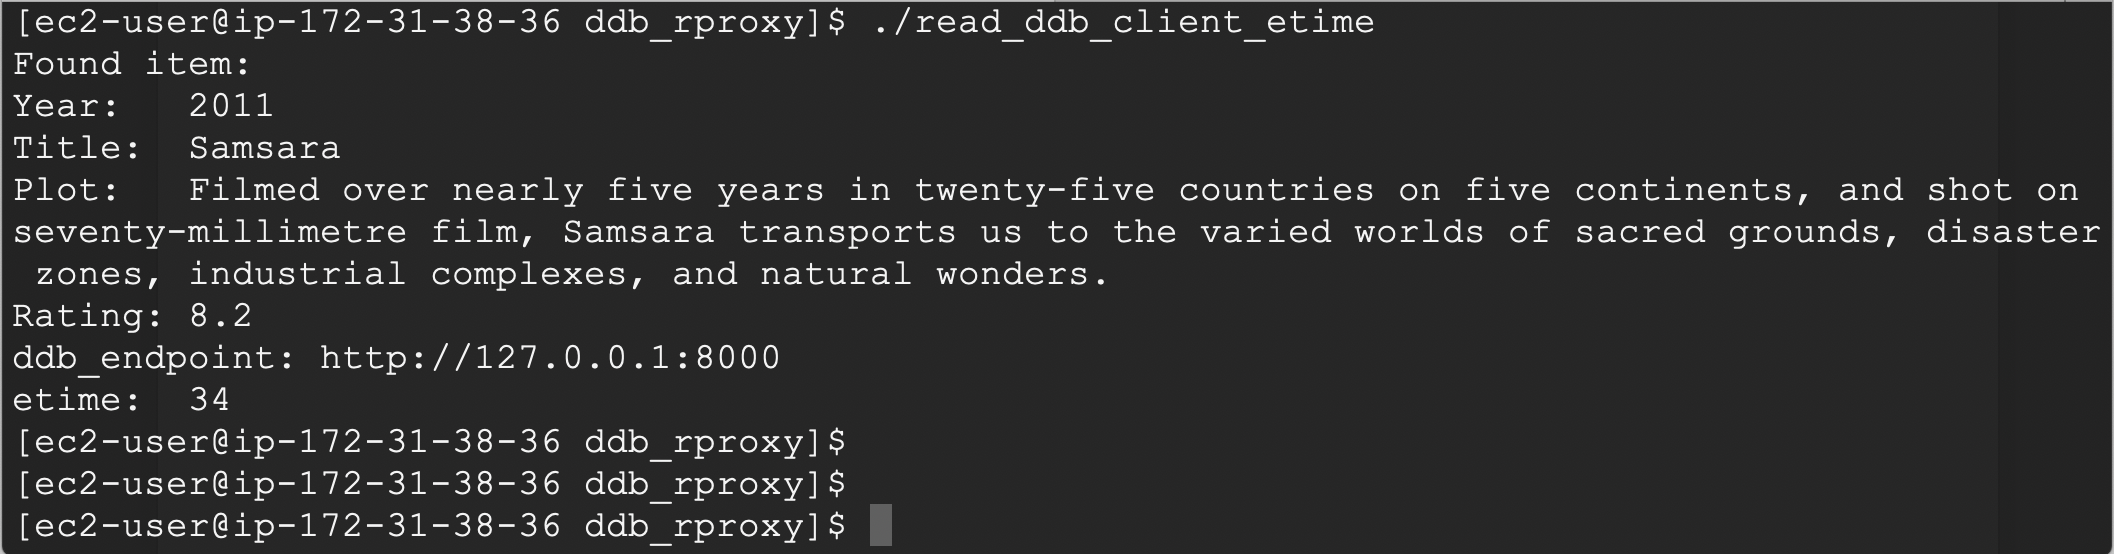 [ec2-user@ip-172-31-38-36 ddb_rproxy]$ ./read_ddb_client_etime
Found item:
Year:   2011
Title:  Samsara
Plot:   Filmed over nearly five years in twenty-five countries on five continents, and shot on
seventy-millimetre film, Samsara transports us to the varied worlds of sacred grounds, disaster
 zones, industrial complexes, and natural wonders.
Rating: 8.2
ddb_endpoint: http://127.0.0.1:8000
etime:  34
[ec2-user@ip-172-31-38-36 ddb_rproxy]$
[ec2-user@ip-172-31-38-36 ddb_rproxy]$
[ec2-user@ip-172-31-38-36 ddb_rproxy]$